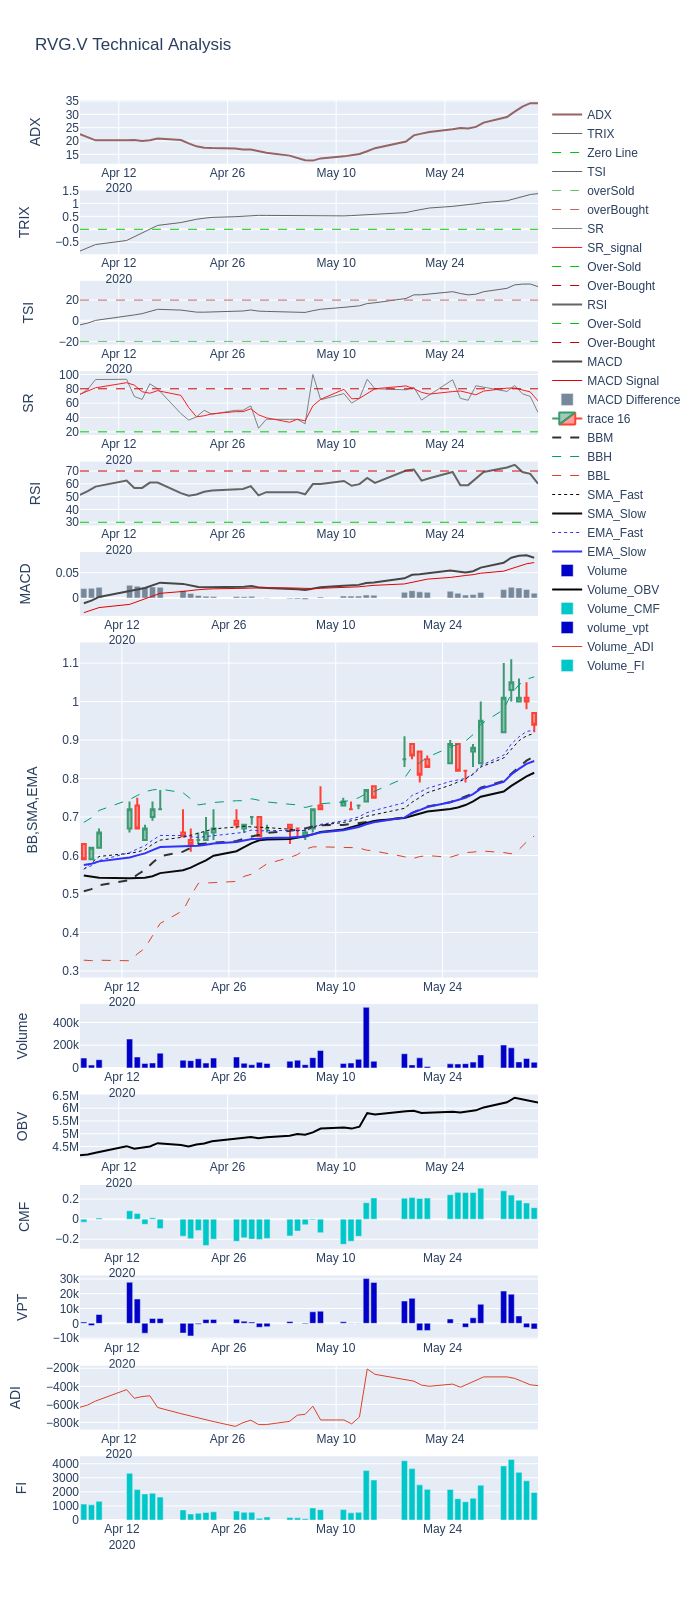 RVG.V Technical Analysis
ADX
35
30
25
20
15
Apr 12
2020
Apr 26
May 10
May 24
TRIX
1.5
1
0.5
0
−0.5
Apr 12
2020
Apr 26
May 10
May 24
TSI
20
0
−20
Apr 12
2020
Apr 26
May 10
May 24
SR
100
80
60
40
20
Apr 12
2020
Apr 26
May 10
May 24
RSI
70
60
50
40
30
Apr 12
2020
Apr 26
May 10
May 24
MACD
0.05
0
Apr 12
2020
Apr 26
May 10
May 24
BB,SMA,EMA
1.1
1
0.9
0.8
0.7
0.6
0.5
0.4
0.3
Apr 12
2020
Apr 26
May 10
May 24
Volume
400k
200k
0
Apr 12
2020
Apr 26
May 10
May 24
OBV
6.5M
6M
5.5M
5M
4.5M
Apr 12
2020
Apr 26
May 10
May 24
CMF
0.2
0
−0.2
Apr 12
2020
Apr 26
May 10
May 24
VPT
30k
20k
10k
0
−10k
Apr 12
2020
Apr 26
May 10
May 24
ADI
−200k
−400k
−600k
−800k
Apr 12
2020
Apr 26
May 10
May 24
FI
4000
3000
2000
1000
0
Apr 12
2020
Apr 26
May 10
May 24
ADX
TRIX
Zero Line
TSI
overSold
overBought
SR
SR_signal
Over-Sold
Over-Bought
RSI
Over-Sold
Over-Bought
MACD
MACD Signal
MACD Difference
trace 16
BBM
BBH
BBL
SMA_Fast
SMA_Slow
EMA_Fast
EMA_Slow
Volume
Volume_OBV
Volume_CMF
volume_vpt
Volume_ADI
Volume_FI